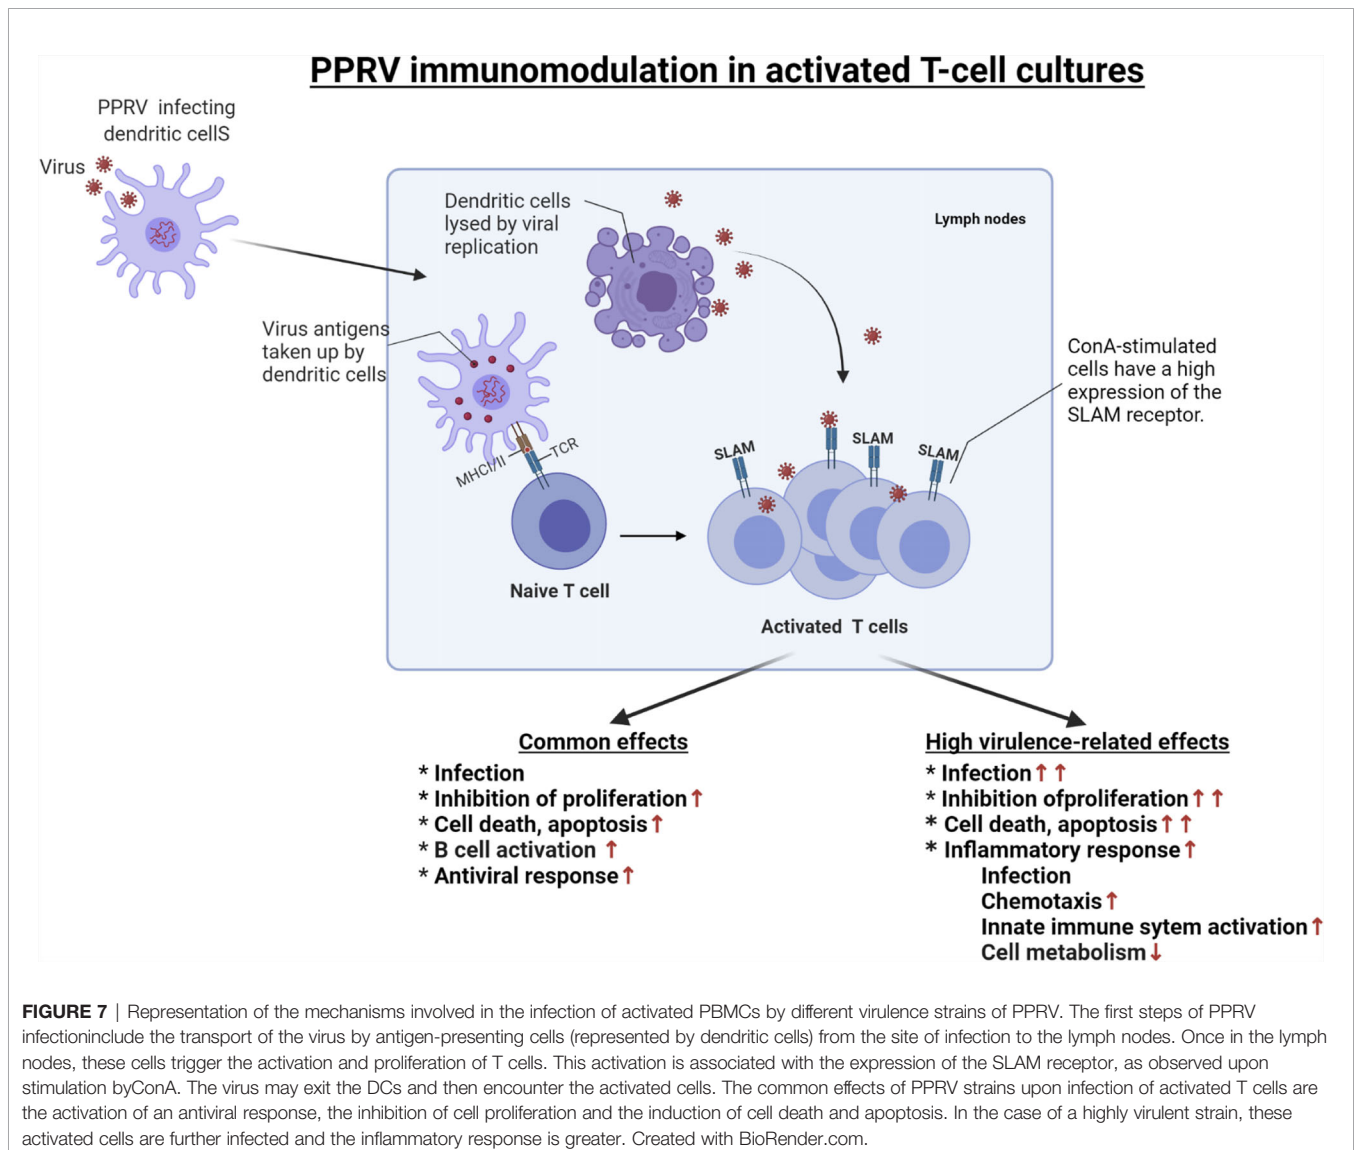 PPRV immunomodulation in activated T-cell cultures
PPRV infecting
dendritic cellS
Virus
Dendritic cells
lysed by viral
replication
Lymph nodes
Virus antigens
taken up by
dendritic cells
ConA-stimulated
cells have a high
expression of the
SLAM receptor.
MHCI/II
TCR
SLAM
SLAM
SLAM
Naive T cell
Activated T cells
Common effects
* Infection
* Inhibition of proliferation↑
* Cell death, apoptosis↑
* B cell activation ↑
* Antiviral response↑
High virulence-related effects
* Infection↑↑
* Inhibition ofproliferation↑↑
* Cell death, apoptosis↑↑
* Inflammatory response↑
Infection
Chemotaxis↑
Innate immune sytem activation↑
Cell metabolism↓
FIGURE 7 | Representation of the mechanisms involved in the infection of activated PBMCs by different virulence strains of PPRV. The first steps of PPRV
infectioninclude the transport of the virus by antigen-presenting cells (represented by dendritic cells) from the site of infection to the lymph nodes. Once in the lymph
nodes, these cells trigger the activation and proliferation of T cells. This activation is associated with the expression of the SLAM receptor, as observed upon
stimulation byConA. The virus may exit the DCs and then encounter the activated cells. The common effects of PPRV strains upon infection of activated T cells are
the activation of an antiviral response, the inhibition of cell proliferation and the induction of cell death and apoptosis. In the case of a highly virulent strain, these
activated cells are further infected and the inflammatory response is greater. Created with BioRender.com.